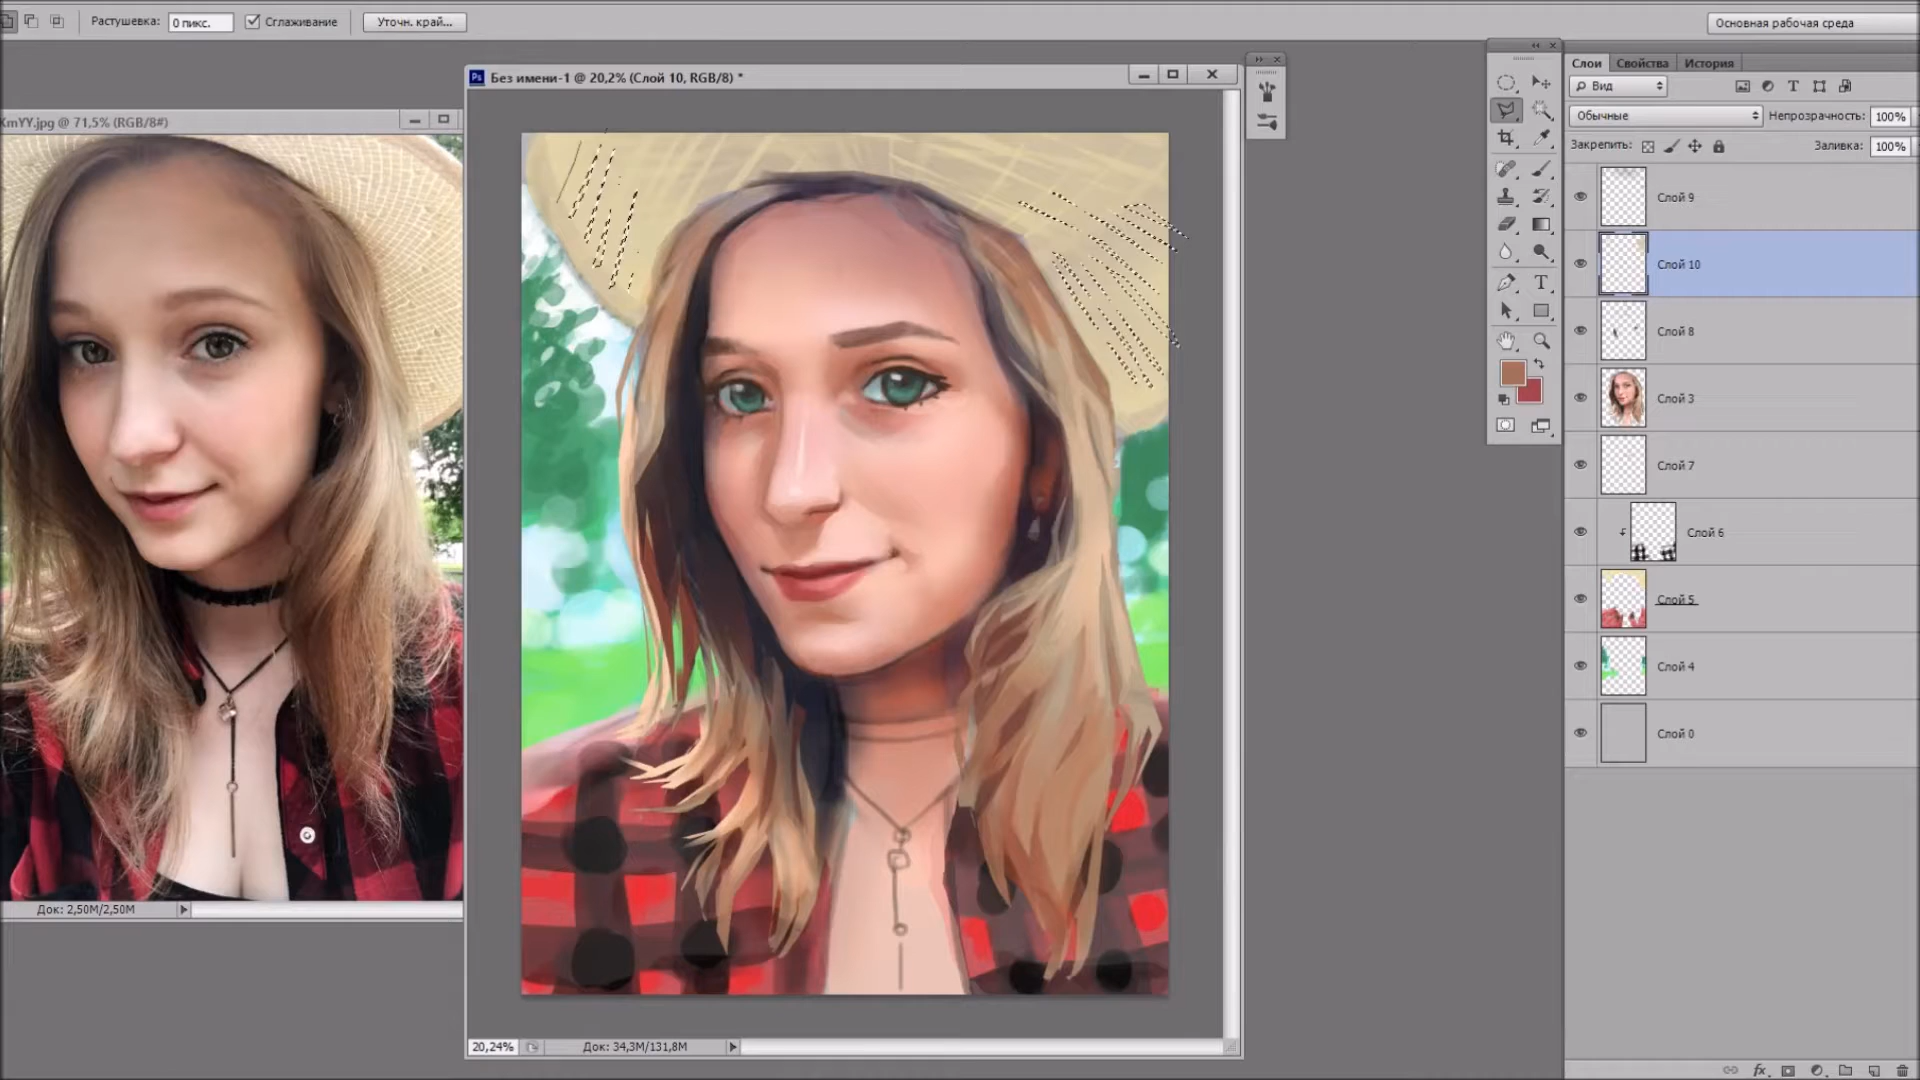 Растушевка: 0 пикс. Сглаживание Уточн. край... Основная рабочая среда
KmYY.jpg @ 71,5% (RGB/8#)
Док: 2,50M/2,50M
Ps Без имени-1 @ 20,2% (Слой 10, RGB/8) *
20,24% Док: 34,3M/131,8M
Слои Свойства История
Вид
Обычные Непрозрачность: 100%
Закрепить: Заливка: 100%
Слой 9
Слой 10
Слой 8
Слой 3
Слой 7
Слой 6
Слой 5
Слой 4
Слой 0
fx